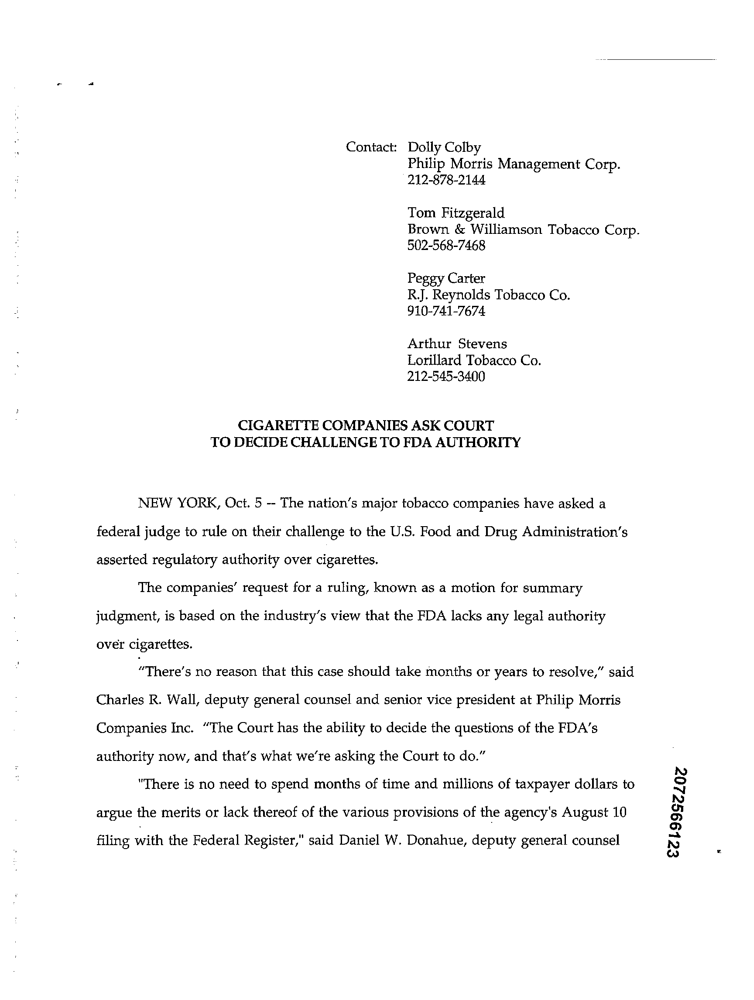 Contact: Dolly Colby
Philip Morris Management Corp.
212-878-2144
Tom Fitzgerald
Brown & Williamson Tobacco Corp.
502-568-7468
Peggy Carter
R.J. Reynolds Tobacco Co.
910-741-7674
Arthur Stevens
Lorillard Tobacco Co.
212-545-3400
CIGARETTE COMPANIES ASK COURT
TO DECIDE CHALLENGE TO FDA AUTHORITY
NEW YORK, Oct. 5 -- The nation's major tobacco companies have asked a
federal judge to rule on their challenge to the U.S. Food and Drug Administration's
asserted regulatory authority over cigarettes.
The companies' request for a ruling, known as a motion for summary
judgment, is based on the industry's view that the FDA lacks any legal authority
over cigarettes.
"There's no reason that this case should take months or years to resolve," said
Charles R. Wall, deputy general counsel and senior vice president at Philip Morris
Companies Inc. "The Court has the ability to decide the questions of the FDA's
authority now, and that's what we're asking the Court to do."
"There is no need to spend months of time and millions of taxpayer dollars to
argue the merits or lack thereof of the various provisions of the agency's August 10
filing with the Federal Register," said Daniel W. Donahue, deputy general counsel
2072566123